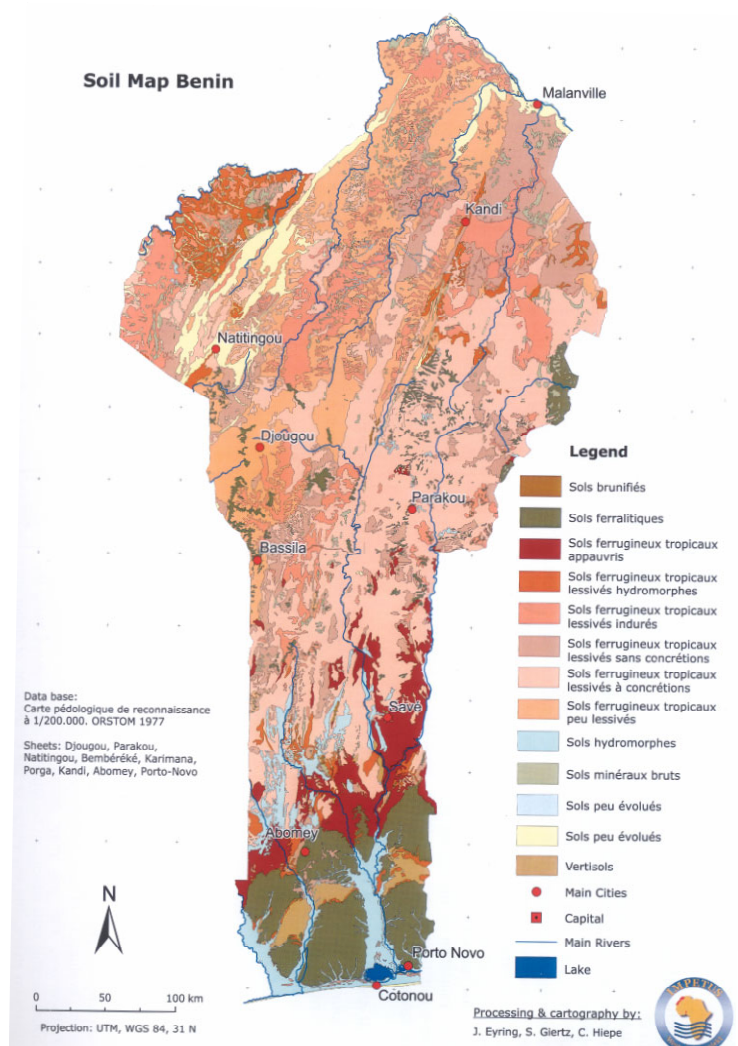 Soil Map Benin
Malanville
Kandi
Natitingou
Djougou
Parakou
Bassila
Savé
Abomey
Porto Novo
Cotonou
Legend
Sols brunifiés
Sols ferralitiques
Sols ferrugineux tropicaux
appauvris
Sols ferrugineux tropicaux
lessivés hydromorphes
Sols ferrugineux tropicaux
lessivés indurés
Sols ferrugineux tropicaux
lessivés sans concrétions
Sols ferrugineux tropicaux
lessivés à concrétions
Sols ferrugineux tropicaux
peu lessivés
Sols hydromorphes
Sols minéraux bruts
Sols peu évolués
Sols peu évolués
Vertisols
Main Cities
Capital
Main Rivers
Lake
Data base:
Carte pédologique de reconnaissance
à 1/200.000. ORSTOM 1977
Sheets: Djougou, Parakou,
Natitingou, Bembéréké, Karimana,
Porga, Kandi, Abomey, Porto-Novo
N
0 50 100 km
Projection: UTM, WGS 84, 31 N
Processing & cartography by:
J. Eyring, S. Giertz, C. Hiepe
IMPETUS